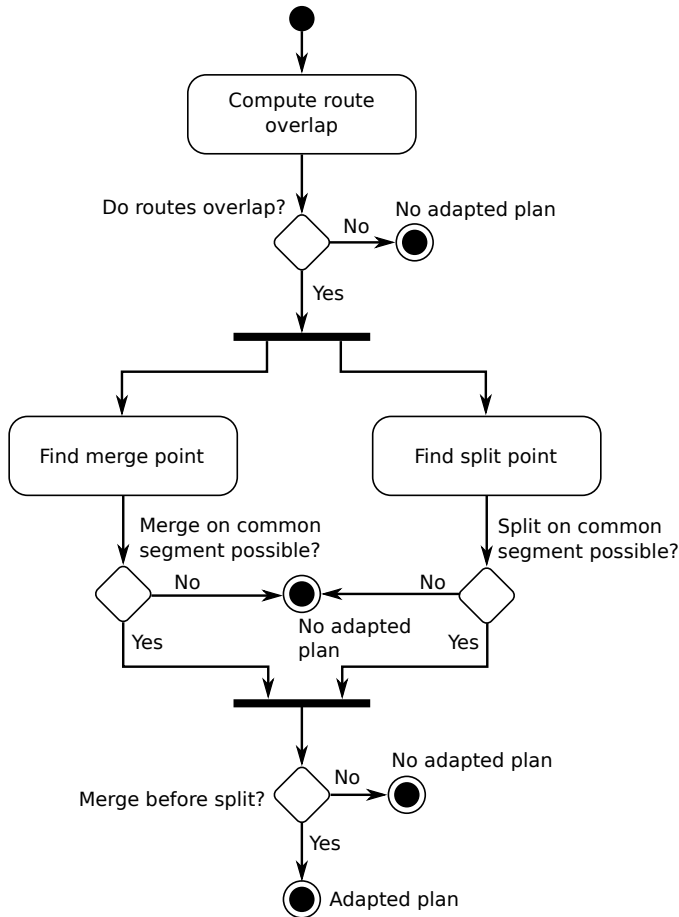 Compute route
overlap
Do routes overlap?
No adapted plan
No
Yes
Find merge point
Find split point
Merge on common
segment possible?
Split on common
segment possible?
No
No
No adapted
plan
Yes
Yes
No adapted plan
No
Merge before split?
Yes
Adapted plan